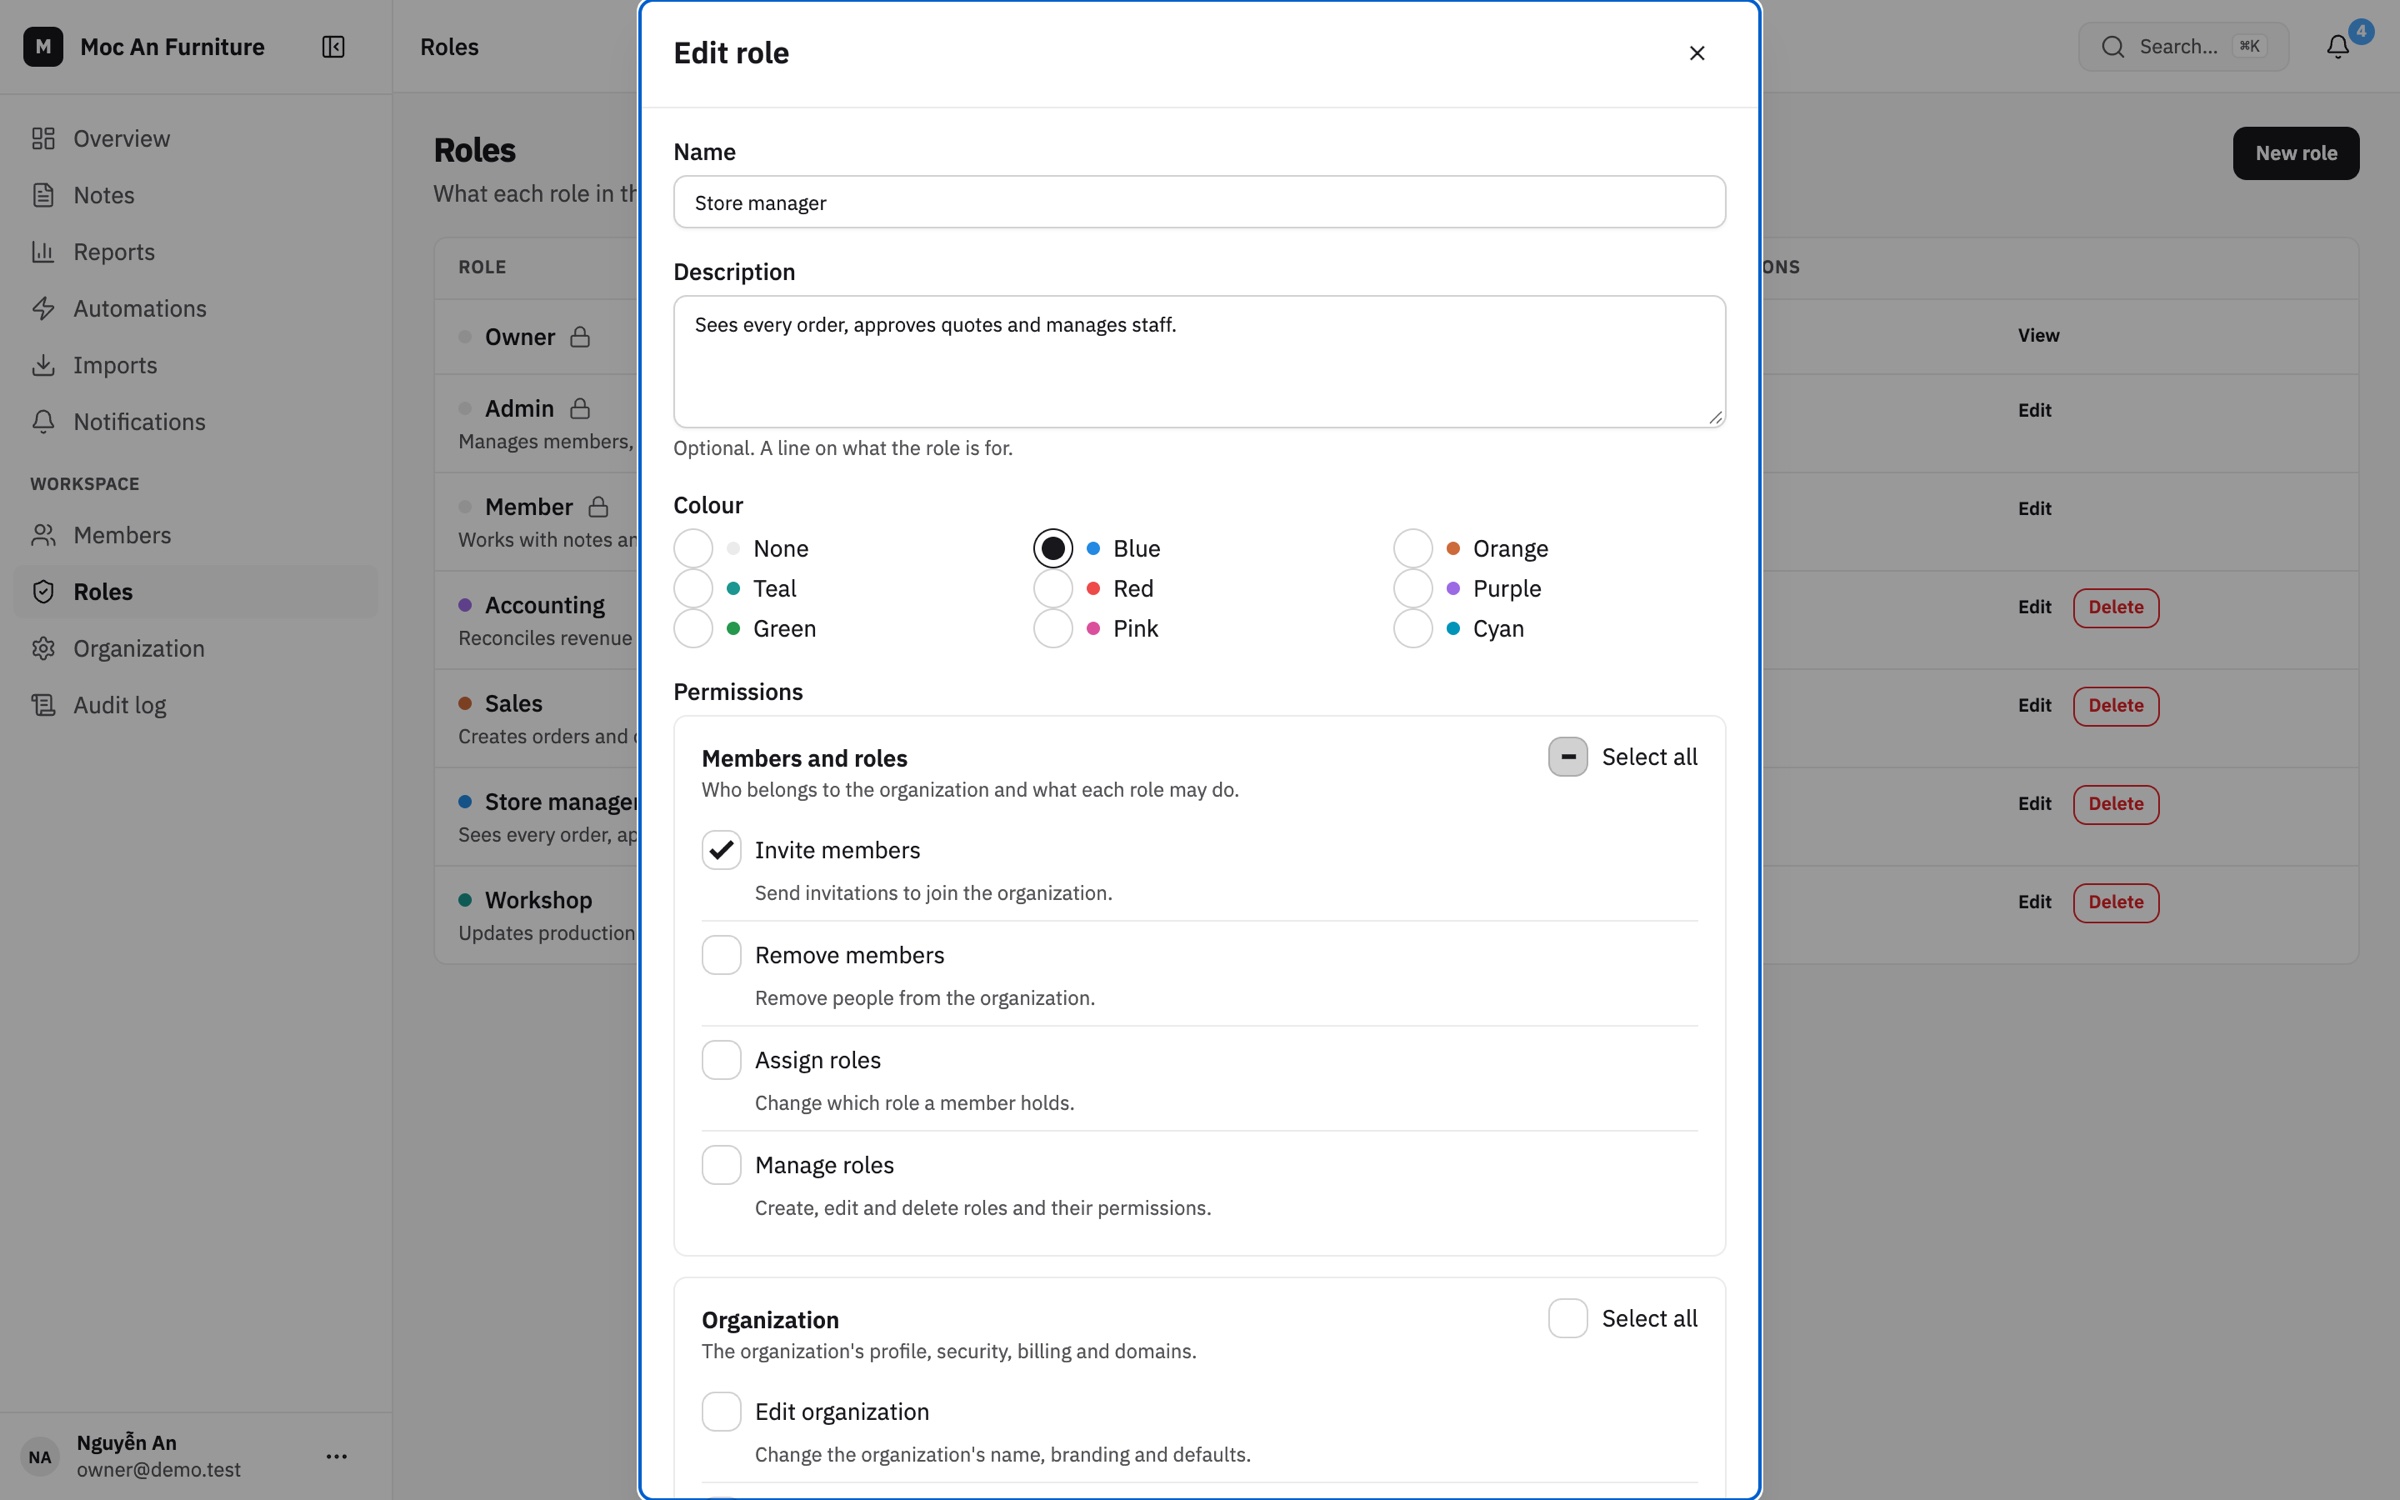 M
Moc An Furniture
Overview
Notes
Reports
Automations
Imports
Notifications
WORKSPACE
Members
Roles
Organization
Audit log
NA
Nguyễn An
owner@demo.test
Roles
Search...
⌘K
4
Roles
What each role in
New role
ROLE
Owner
View
Admin
Manages members,
Edit
Member
Works with notes
Edit
Accounting
Reconciles revenue
Edit
Delete
Sales
Creates orders and
Edit
Delete
Store manager
Sees every order,
Edit
Delete
Workshop
Updates production
Edit
Delete
Edit role
Name
Store manager
Description
Sees every order, approves quotes and manages staff.
Optional. A line on what the role is for.
Colour
None
Blue
Orange
Teal
Red
Purple
Green
Pink
Cyan
Permissions
Members and roles
Select all
Who belongs to the organization and what each role may do.
Invite members
Send invitations to join the organization.
Remove members
Remove people from the organization.
Assign roles
Change which role a member holds.
Manage roles
Create, edit and delete roles and their permissions.
Organization
Select all
The organization's profile, security, billing and domains.
Edit organization
Change the organization's name, branding and defaults.